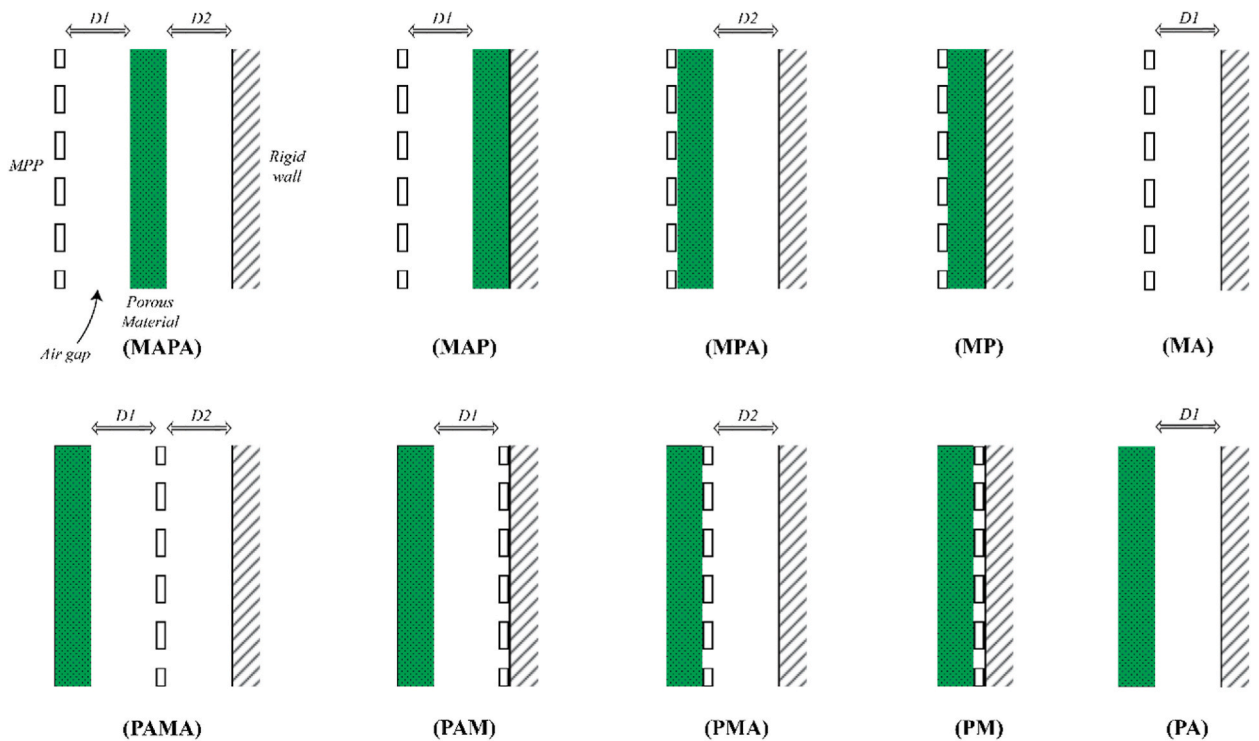 D1 D2 D1 D2 D1
MPP
Rigid
wall
Porous
Material
Air gap
(MAPA) (MAP) (MPA) (MP) (MA)
D1 D2 D1 D2 D1
(PAMA) (PAM) (PMA) (PM) (PA)